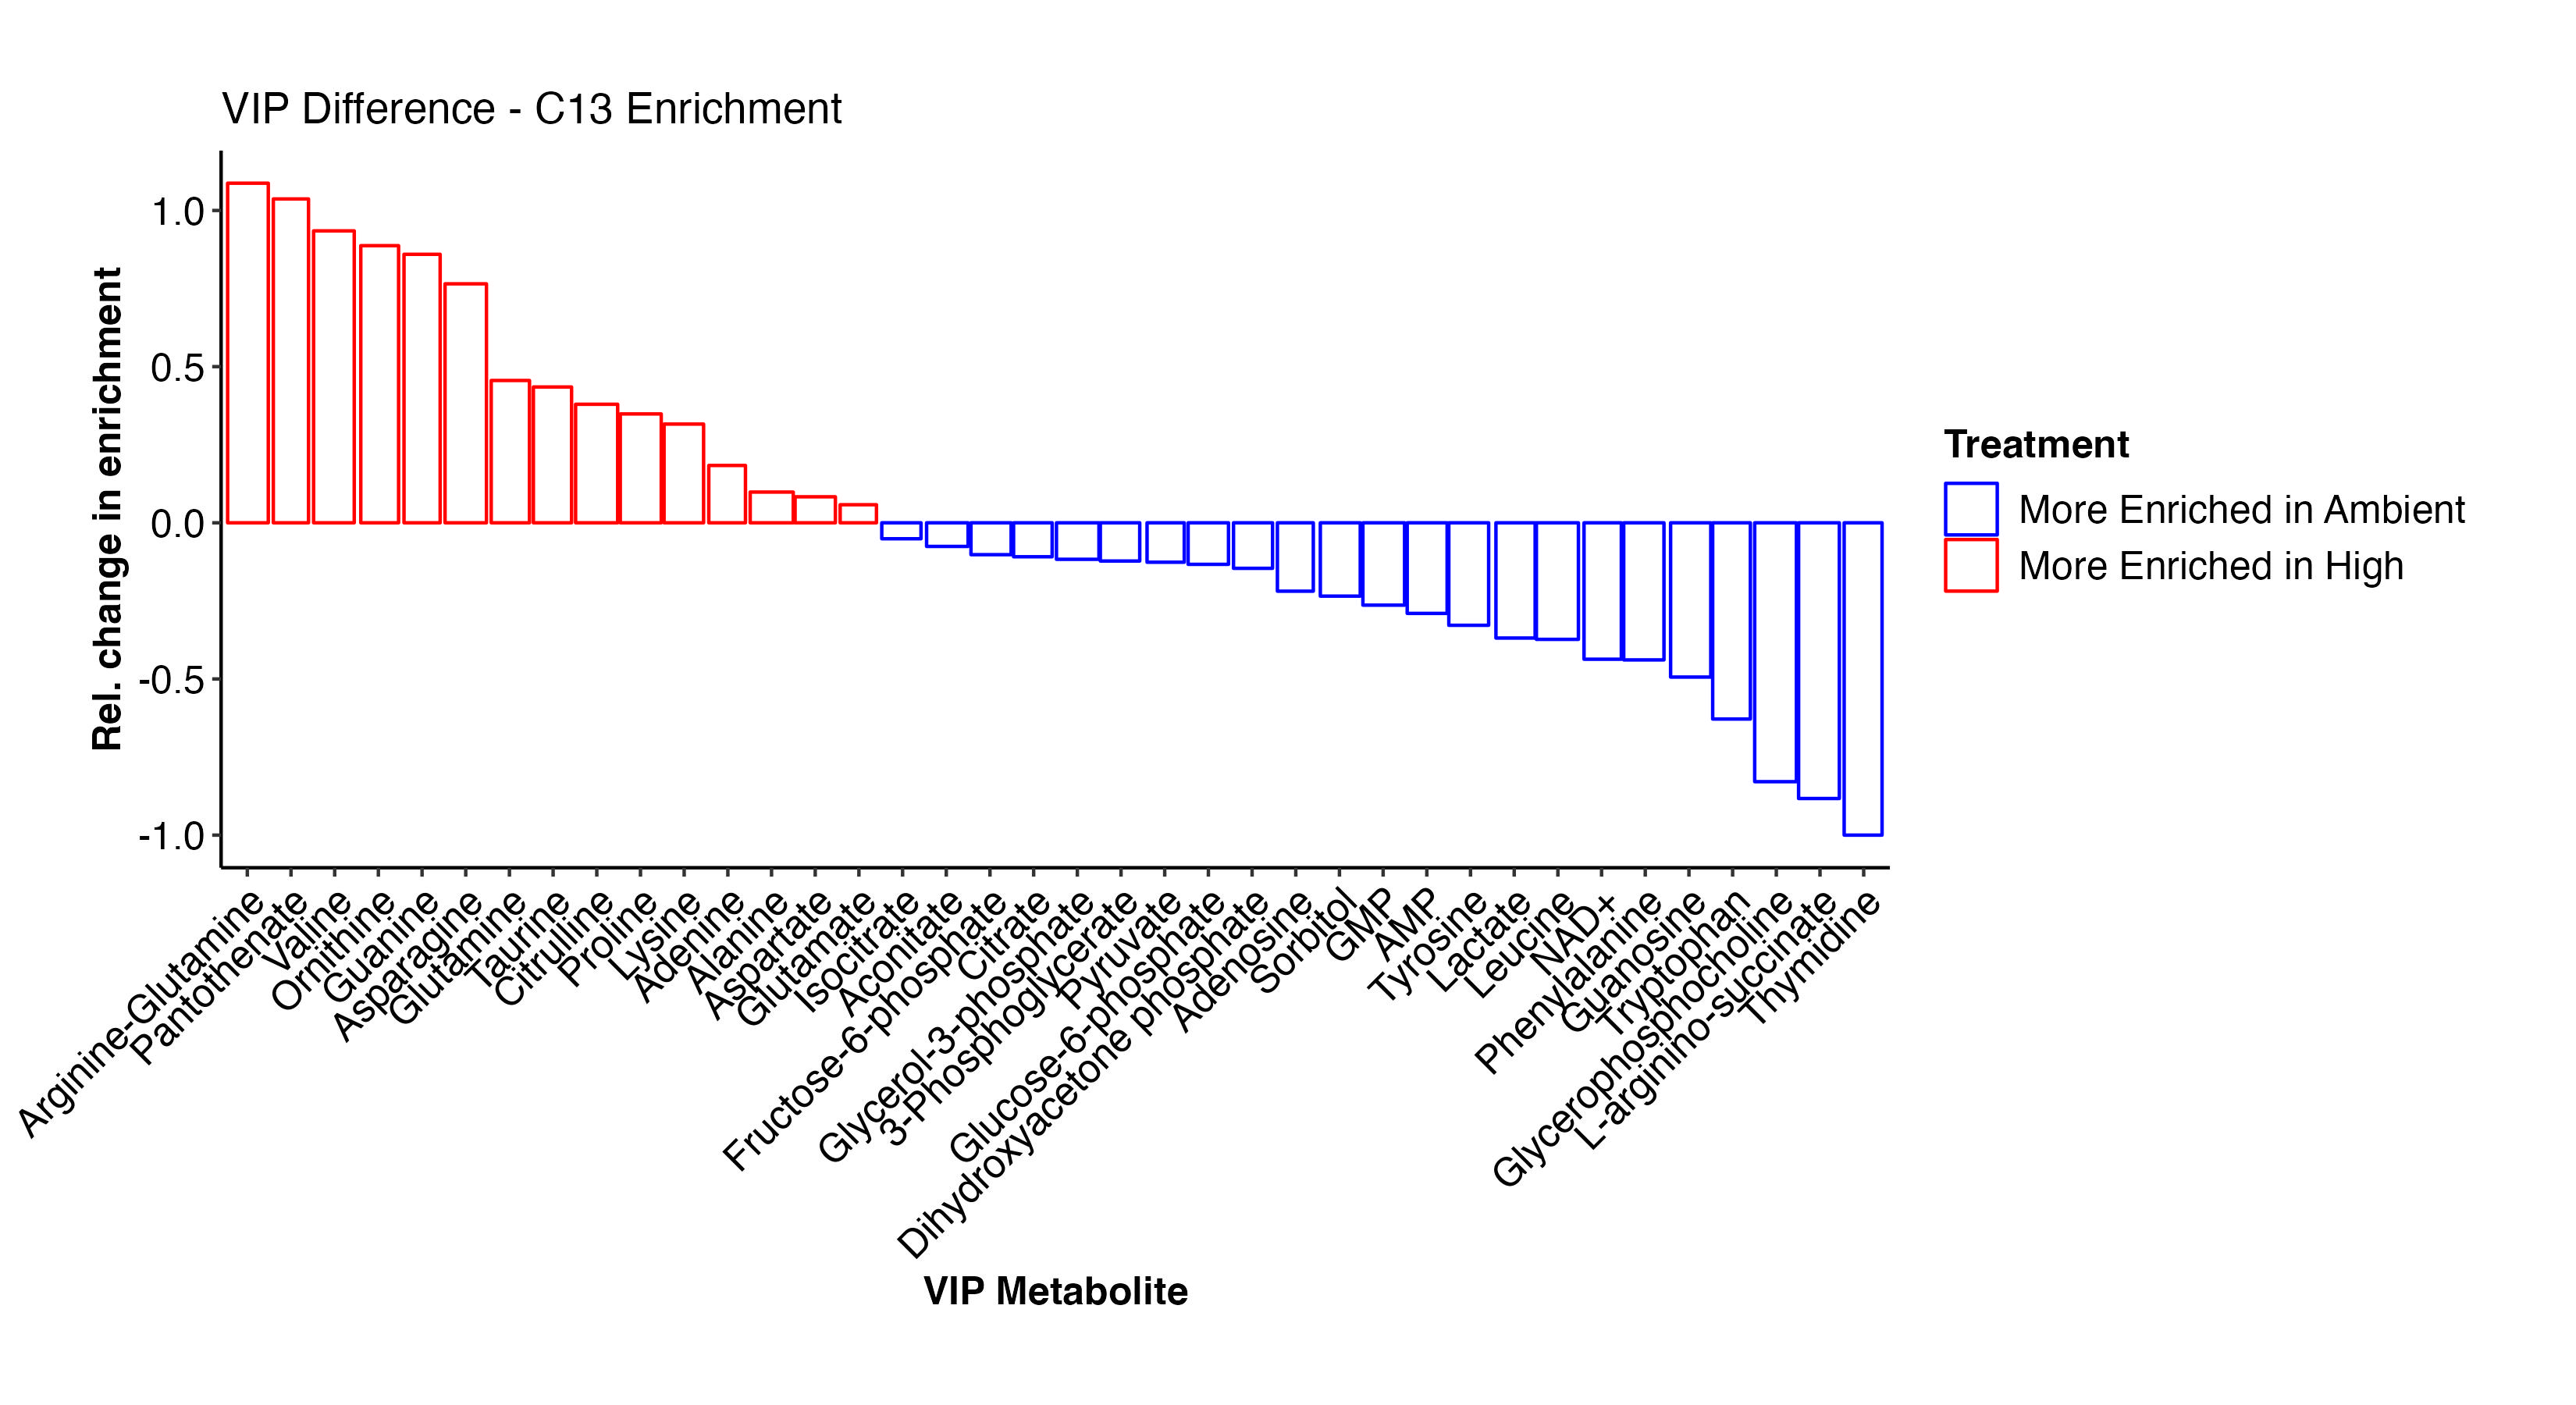 VIP Difference - C13 Enrichment
Rel. change in enrichment
1.0
0.5
0.0
-0.5
-1.0
Arginine-Glutamine
Pantothenate
Valine
Ornithine
Guanine
Asparagine
Glutamine
Taurine
Citrulline
Proline
Lysine
Adenine
Alanine
Aspartate
Glutamate
Isocitrate
Aconitate
Fructose-6-phosphate
Citrate
Glycerol-3-phosphate
3-Phosphoglycerate
Pyruvate
Glucose-6-phosphate
Dihydroxyacetone phosphate
Adenosine
Sorbitol
GMP
AMP
Tyrosine
Lactate
Leucine
NAD+
Phenylalanine
Guanosine
Tryptophan
Glycerophosphocholine
L-arginino-succinate
Thymidine
VIP Metabolite
Treatment
More Enriched in Ambient
More Enriched in High